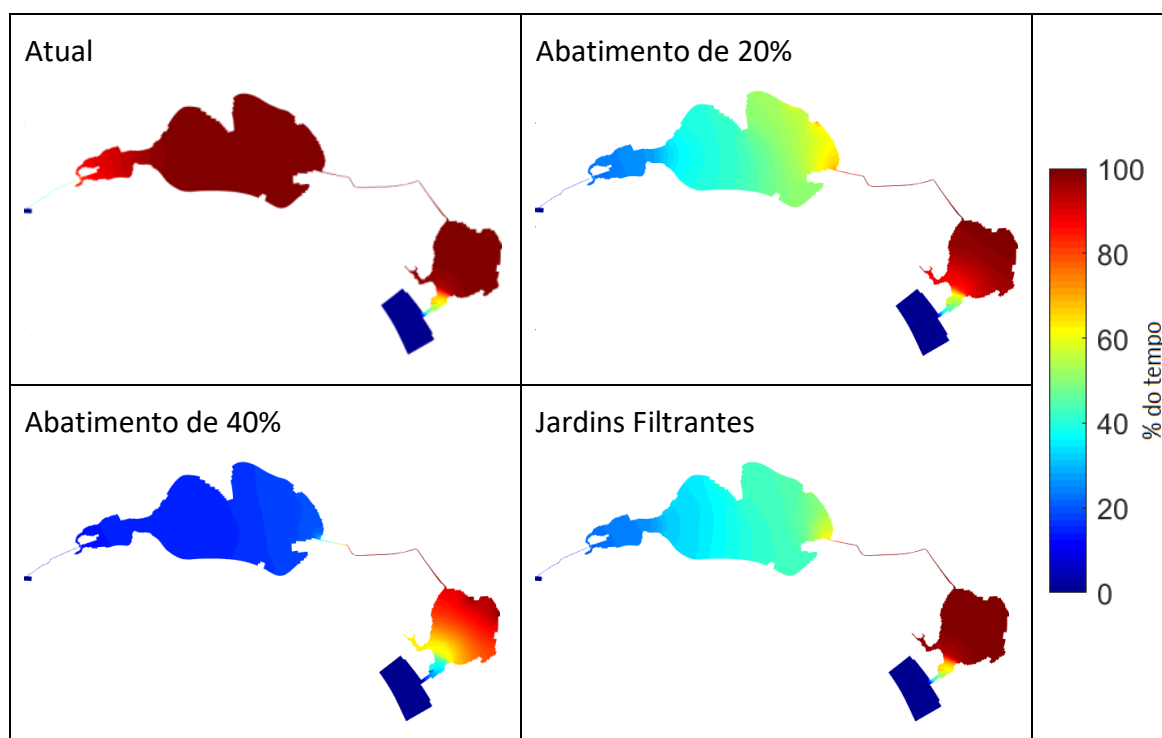 Atual
Abatimento de 20%
Abatimento de 40%
Jardins Filtrantes
100
80
60
40
20
0
% do tempo